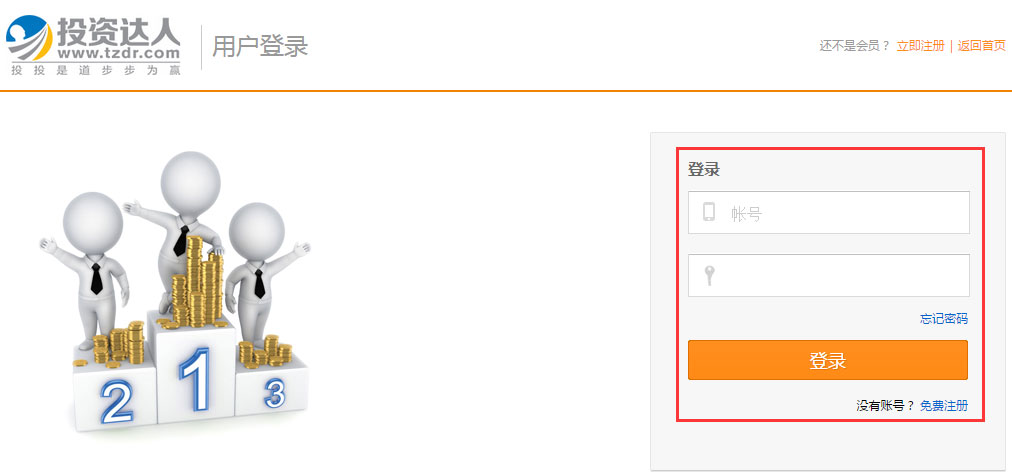 投资达人
www.tzdr.com
投 投 是 道 步 步 为 赢
用户登录
还不是会员？ 立即注册 | 返回首页
登录
帐号
忘记密码
登录
没有账号？ 免费注册
1
2
3